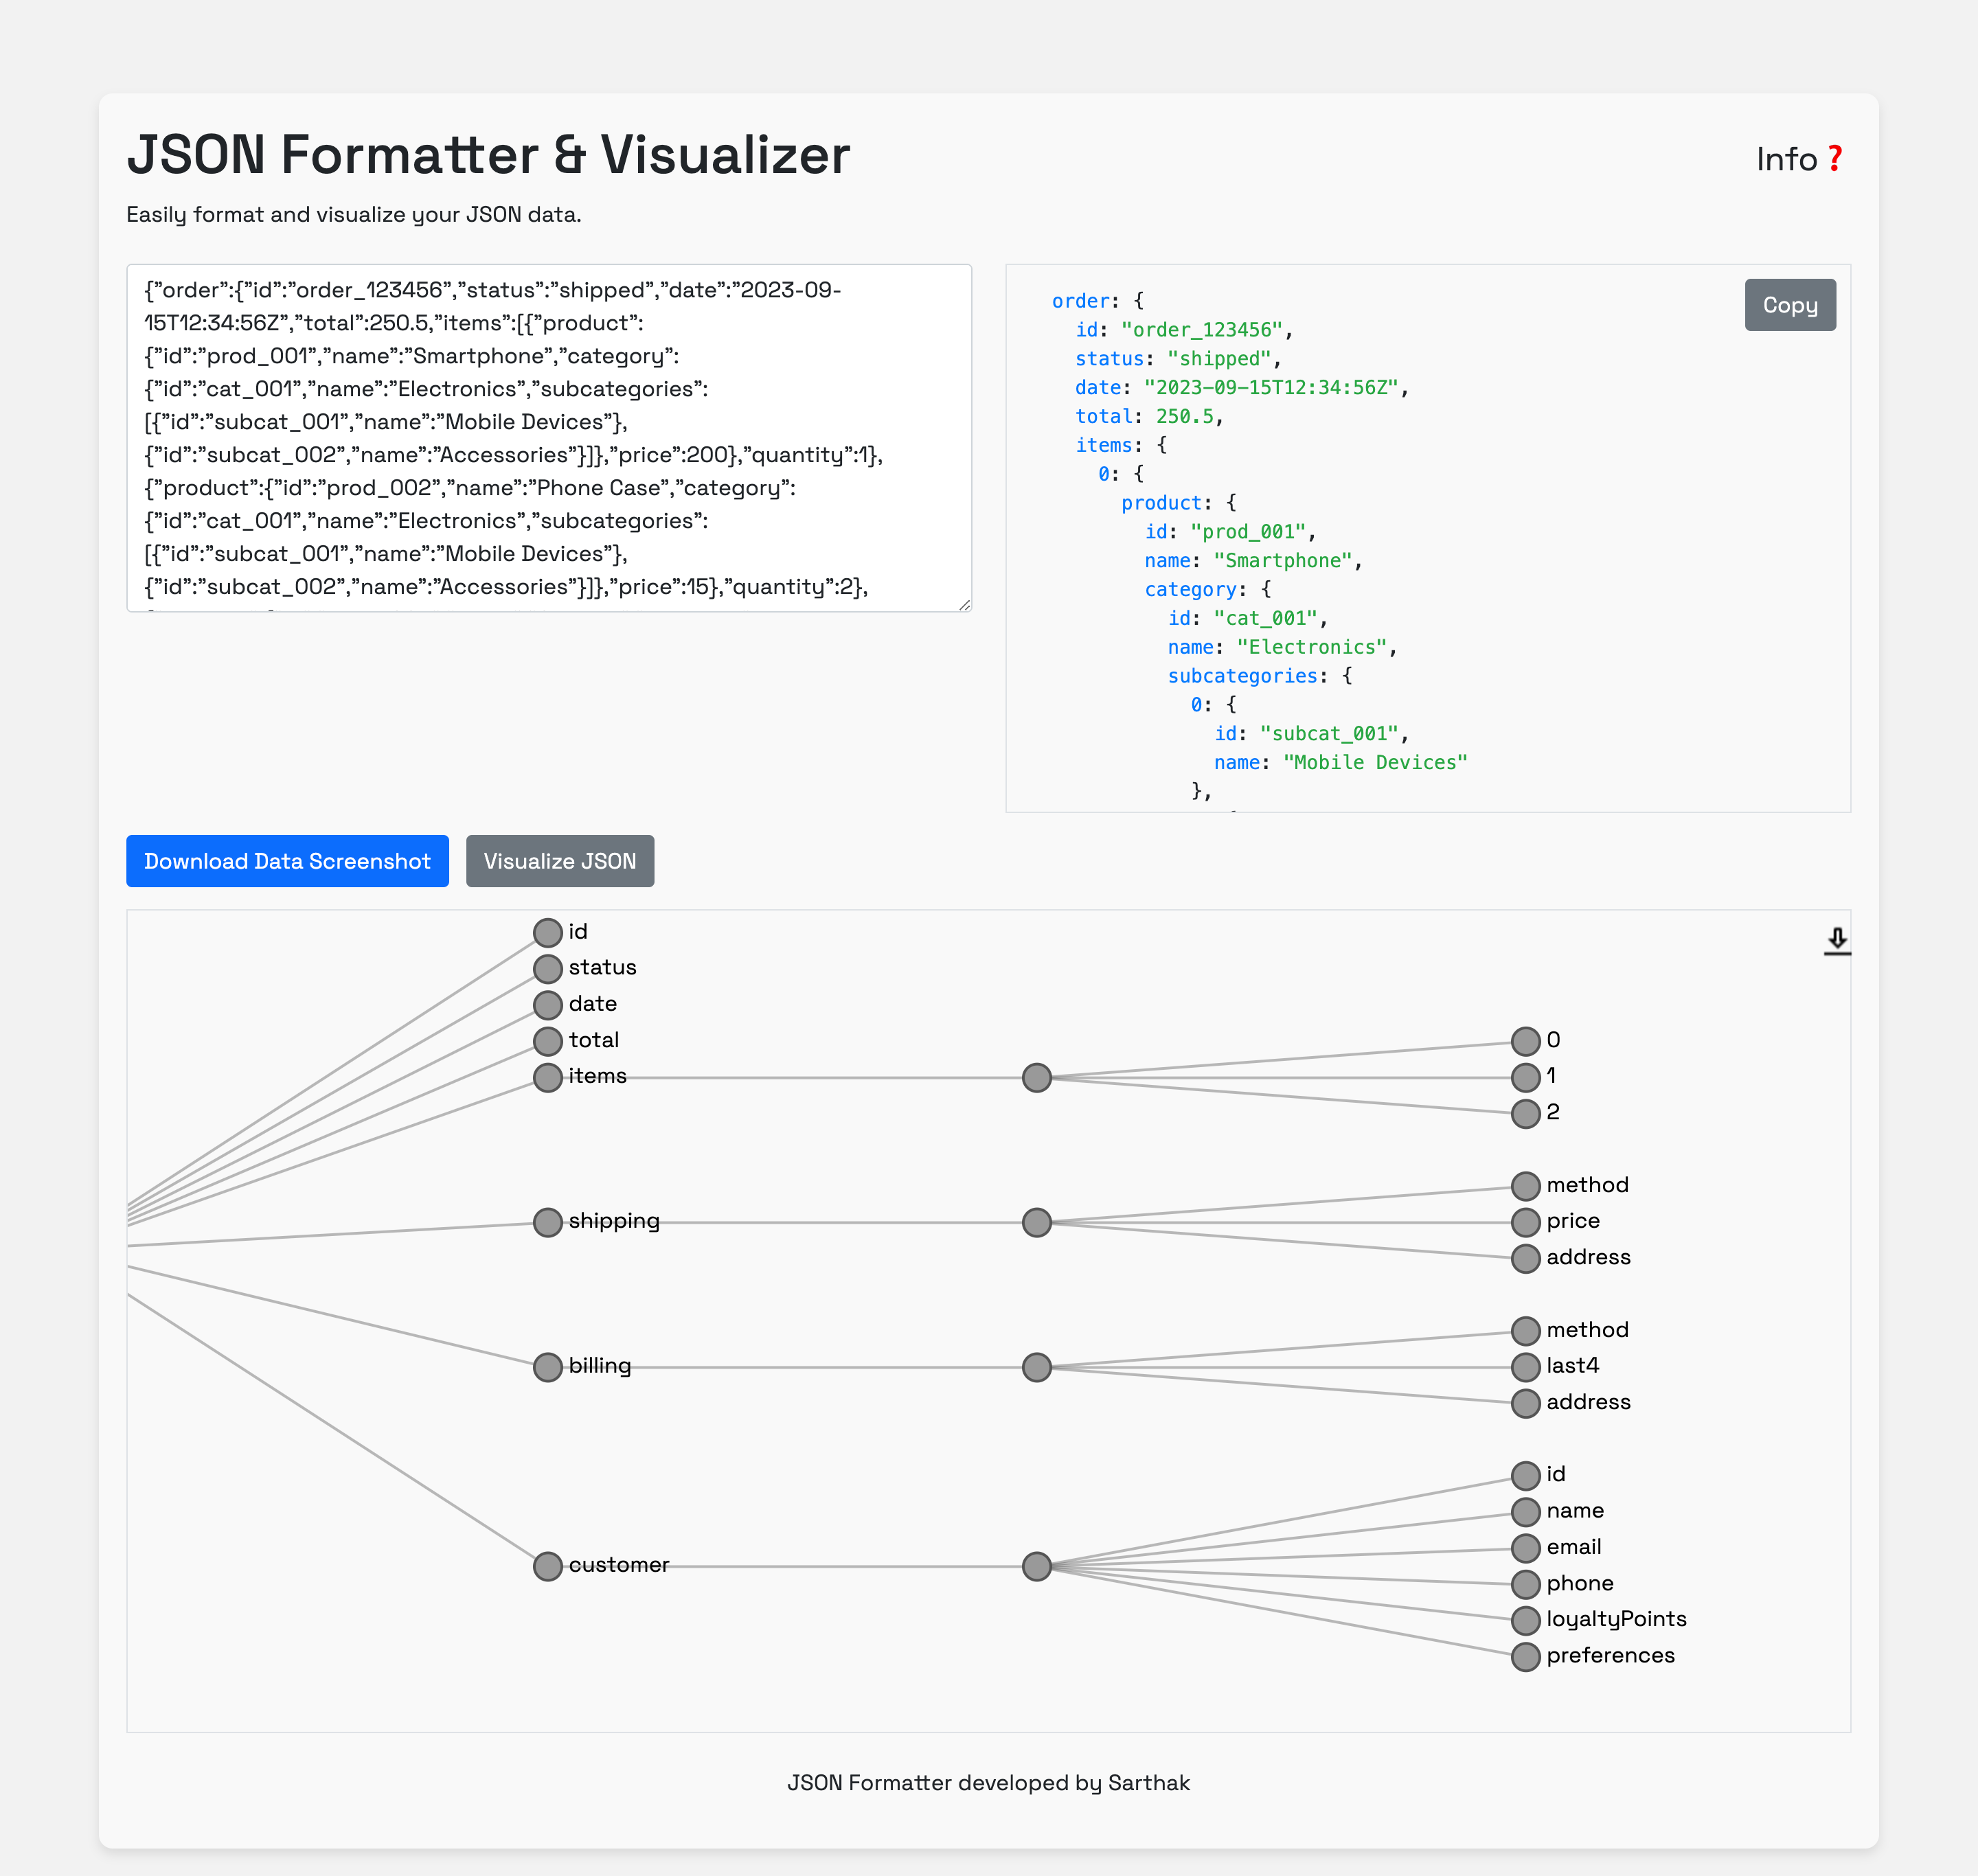 JSON Formatter & Visualizer
Info ?
Easily format and visualize your JSON data.
{"order":{"id":"order_123456","status":"shipped","date":"2023-09-
15T12:34:56Z","total":250.5,"items":[{"product":
{"id":"prod_001","name":"Smartphone","category":
{"id":"cat_001","name":"Electronics","subcategories":
[{"id":"subcat_001","name":"Mobile Devices"},
{"id":"subcat_002","name":"Accessories"}]},"price":200},"quantity":1},
{"product":{"id":"prod_002","name":"Phone Case","category":
{"id":"cat_001","name":"Electronics","subcategories":
[{"id":"subcat_001","name":"Mobile Devices"},
{"id":"subcat_002","name":"Accessories"}]},"price":15},"quantity":2},
Copy
order: {
id: "order_123456",
status: "shipped",
date: "2023-09-15T12:34:56Z",
total: 250.5,
items: {
0: {
product: {
id: "prod_001",
name: "Smartphone",
category: {
id: "cat_001",
name: "Electronics",
subcategories: {
0: {
id: "subcat_001",
name: "Mobile Devices"
},
Download Data Screenshot
Visualize JSON
id
status
date
total
items
0
1
2
shipping
method
price
address
billing
method
last4
address
customer
id
name
email
phone
loyaltyPoints
preferences
JSON Formatter developed by Sarthak